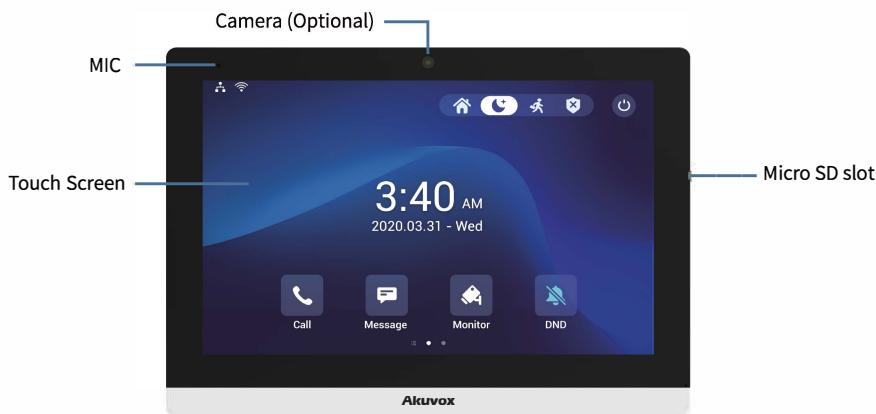 Camera (Optional)
MIC
Touch Screen
Micro SD slot
3:40 AM
2020.03.31 - Wed
Call
Message
Monitor
DND
Akuvox